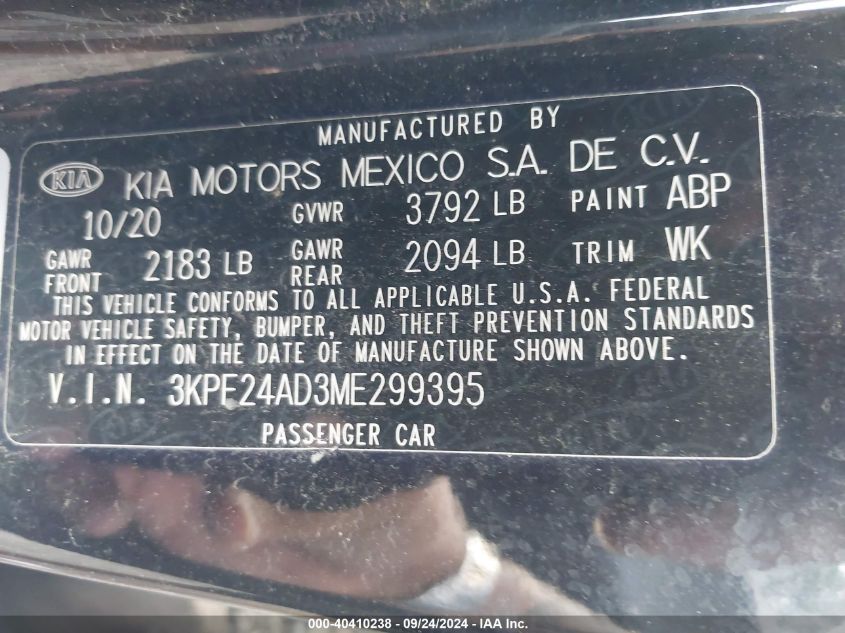 MANUFACTURED BY
KIA KIA MOTORS MEXICO S.A. DE C.V.
10/20 GVWR 3792 LB PAINT ABP
GAWR FRONT 2183 LB GAWR REAR 2094 LB TRIM WK
THIS VEHICLE CONFORMS TO ALL APPLICABLE U.S.A. FEDERAL
MOTOR VEHICLE SAFETY, BUMPER, AND THEFT PREVENTION STANDARDS
IN EFFECT ON THE DATE OF MANUFACTURE SHOWN ABOVE.
V.I.N. 3KPF24AD3ME299395
PASSENGER CAR
000-40410238 - 09/24/2024 - IAA Inc.